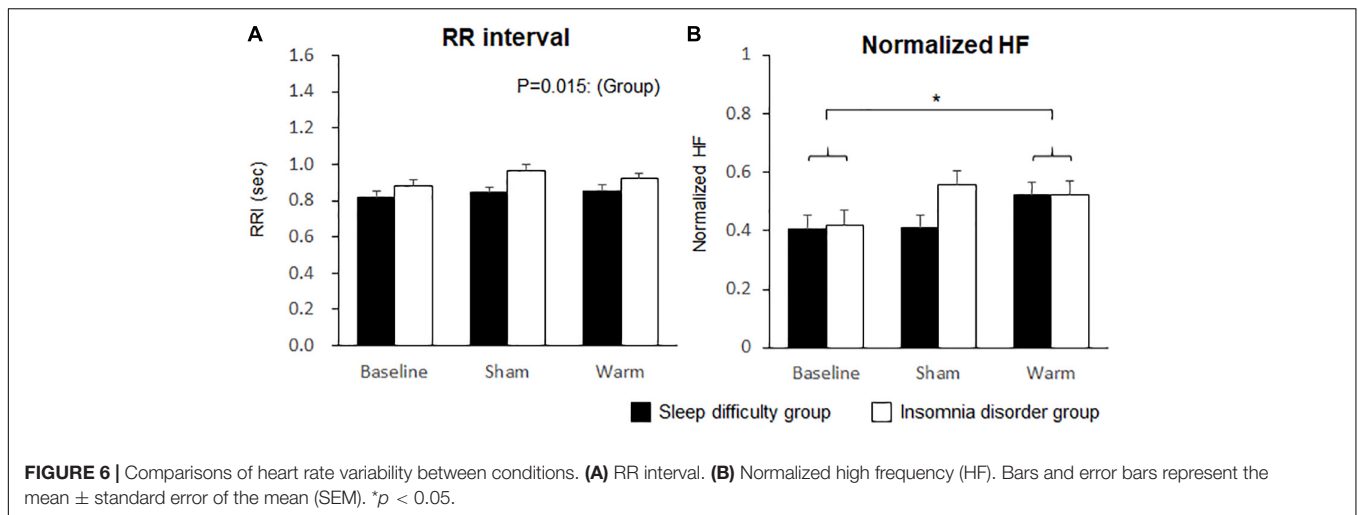 A
RR interval
1.6
1.4
1.2
1.0
0.8
0.6
0.4
0.2
0.0
RRI (sec)
P=0.015: (Group)
Baseline Sham Warm
B
Normalized HF
1
0.8
0.6
0.4
0.2
0
Normalized HF
*
Baseline Sham Warm
Sleep difficulty group Insomnia disorder group
FIGURE 6 | Comparisons of heart rate variability between conditions. (A) RR interval. (B) Normalized high frequency (HF). Bars and error bars represent the
mean ± standard error of the mean (SEM). *p < 0.05.